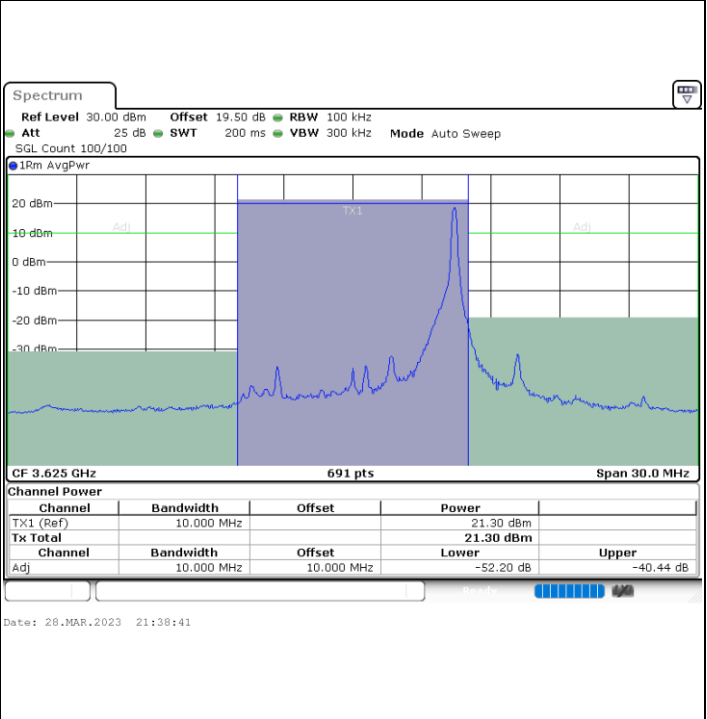 Spectrum
Ref Level 30.00 dBm Offset 19.50 dB RBW 100 kHz
Att 25 dB SWT 200 ms VBW 300 kHz Mode Auto Sweep
SGL Count 100/100
1Rm AvgPwr
20 dBm
TX1
Adj Adj
10 dBm
0 dBm
-10 dBm
-20 dBm
-30 dBm
CF 3.625 GHz 691 pts Span 30.0 MHz
Channel Power
Channel Bandwidth Offset Power
TX1 (Ref) 10.000 MHz 21.30 dBm
Tx Total 21.30 dBm
Channel Bandwidth Offset Lower Upper
Adj 10.000 MHz 10.000 MHz -52.20 dB -40.44 dB
Ready
Date: 28.MAR.2023 21:38:41